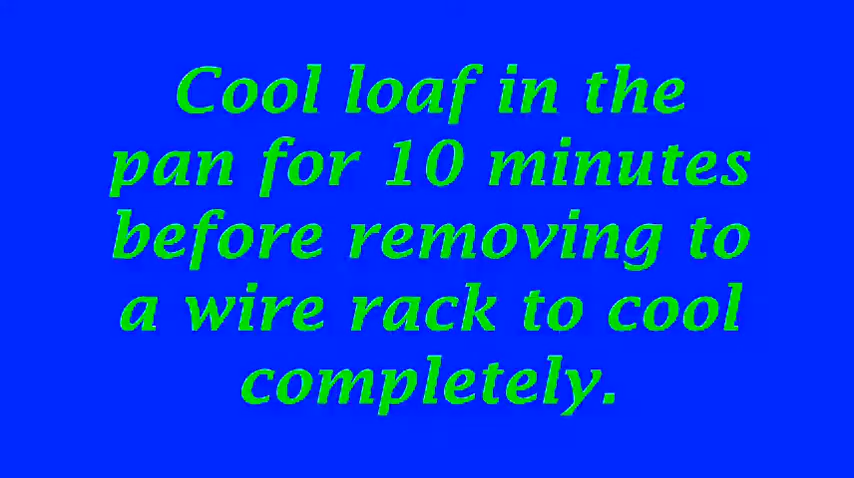 Cool loaf in the
pan for 10 minutes
before removing to
a wire rack to cool
completely.